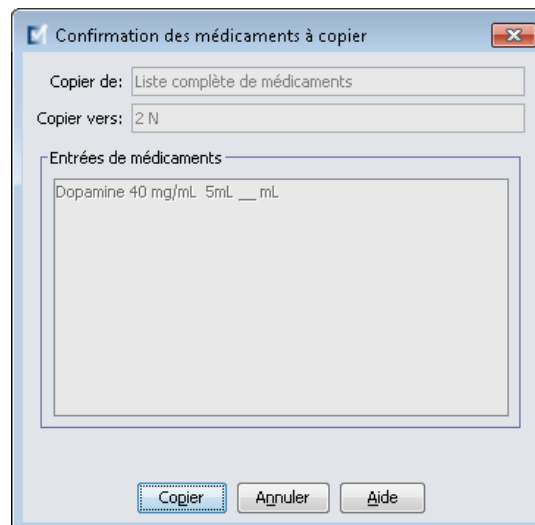 Confirmation des médicaments à copier
Copier de: Liste complète de médicaments
Copier vers: 2 N
Entrées de médicaments
Dopamine 40 mg/mL 5mL __ mL
Copier Annuler Aide